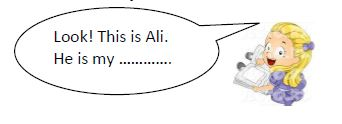 Look! This is Ali.
He is my .............